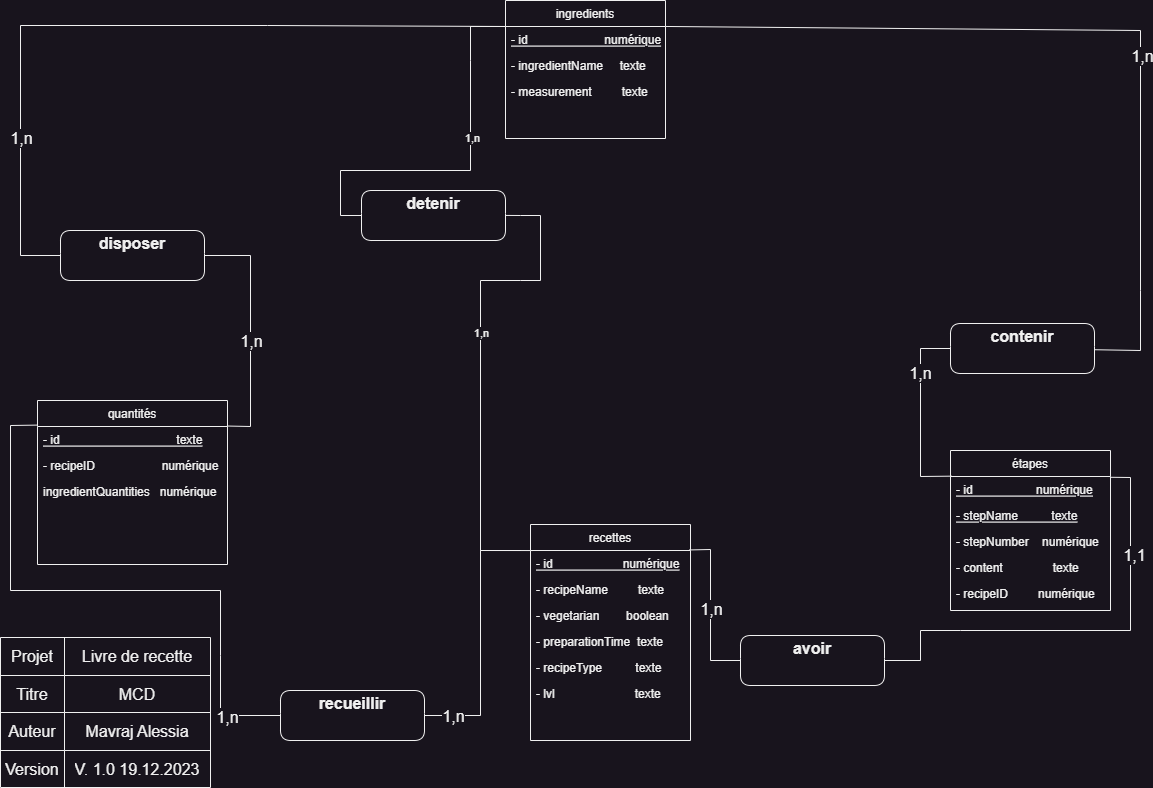 ingredients
- id numérique
- ingredientName texte
- measurement texte
1,n
1,n
1,n
detenir
disposer
1,n
1,n
contenir
1,n
quantités
- id texte
- recipeID numérique
ingredientQuantities numérique
étapes
- id numérique
- stepName texte
- stepNumber numérique
- content texte
- recipeID numérique
1,1
recettes
- id numérique
- recipeName texte
- vegetarian boolean
- preparationTime texte
- recipeType texte
- lvl texte
1,n
avoir
recueillir
1,n
1,n
Projet Livre de recette
Titre MCD
Auteur Mavraj Alessia
Version V. 1.0 19.12.2023